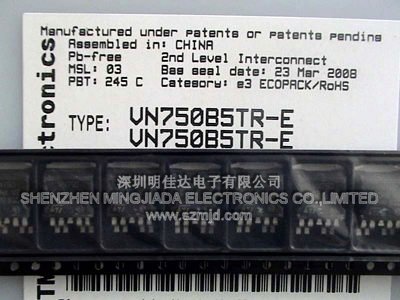 Manufactured under patents or patents pending
Assembled in: CHINA
Pb-free 2nd Level Interconnect
MSL: 03 Bag seal date: 23 Mar 2008
PBT: 245 C Category: e3 ECOPACK/RoHS
ctronics
TYPE: VN750B5TR-E
VN750B5TR-E
深圳明佳达电子有限公司
SHENZHEN MINGJIADA ELECTRONICS CO.,LIMITED
www.szmjd.com